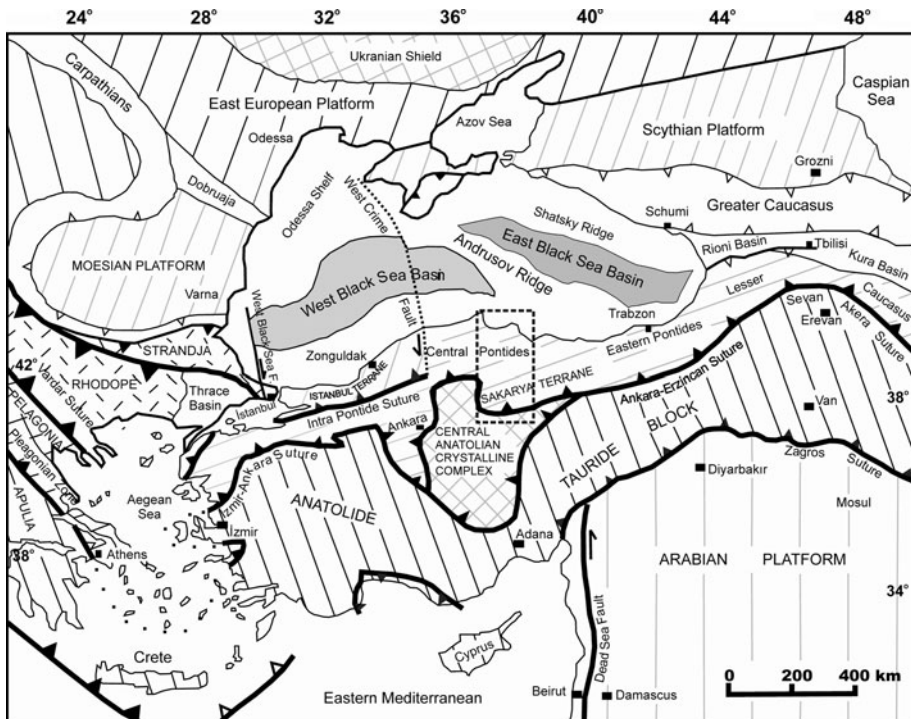 24° 28° 32° 36° 40° 44° 48°
Ukranian Shield
Carpathians
East European Platform
Caspian
Sea
Azov Sea
Odessa
Scythian Platform
Grozni
Dobruaja
Odessa Shelf
West Crime
Fault
Greater Caucasus
Shatsky Ridge
Schumi
Rioni Basin
Tbilisi
Kura Basin
MOESIAN PLATFORM
East Black Sea
Basin
Andrusov Ridge
West Black Sea Basin
Varna
West Black Sea F.
Trabzon
Lesser
Caucasus
Sevan
Akera
Suture
Erevan
Eastern Pontides
Zonguldak
Central
Pontides
STRANDJA
42°
RHODOPE
Vardar Suture
Thrace
Basin
Istanbul
ISTANBUL TERRANE
SAKARYA TERRANE
Ankara-Erzincan Suture
38°
Intra Pontide Suture
Ankara
PELAGONIA
Pleagonian Zone
CENTRAL
ANATOLIAN
CRYSTALLINE
COMPLEX
TAURIDE
BLOCK
Van
Diyarbakır
Zagros
Suture
Mosul
APULIA
Aegean
Sea
Izmir-Ankara Suture
Izmir
ANATOLIDE
Adana
38°
Athens
ARABIAN PLATFORM
34°
Crete
Cyprus
Dead Sea Fault
Eastern Mediterranean
Beirut
Damascus
0 200 400 km